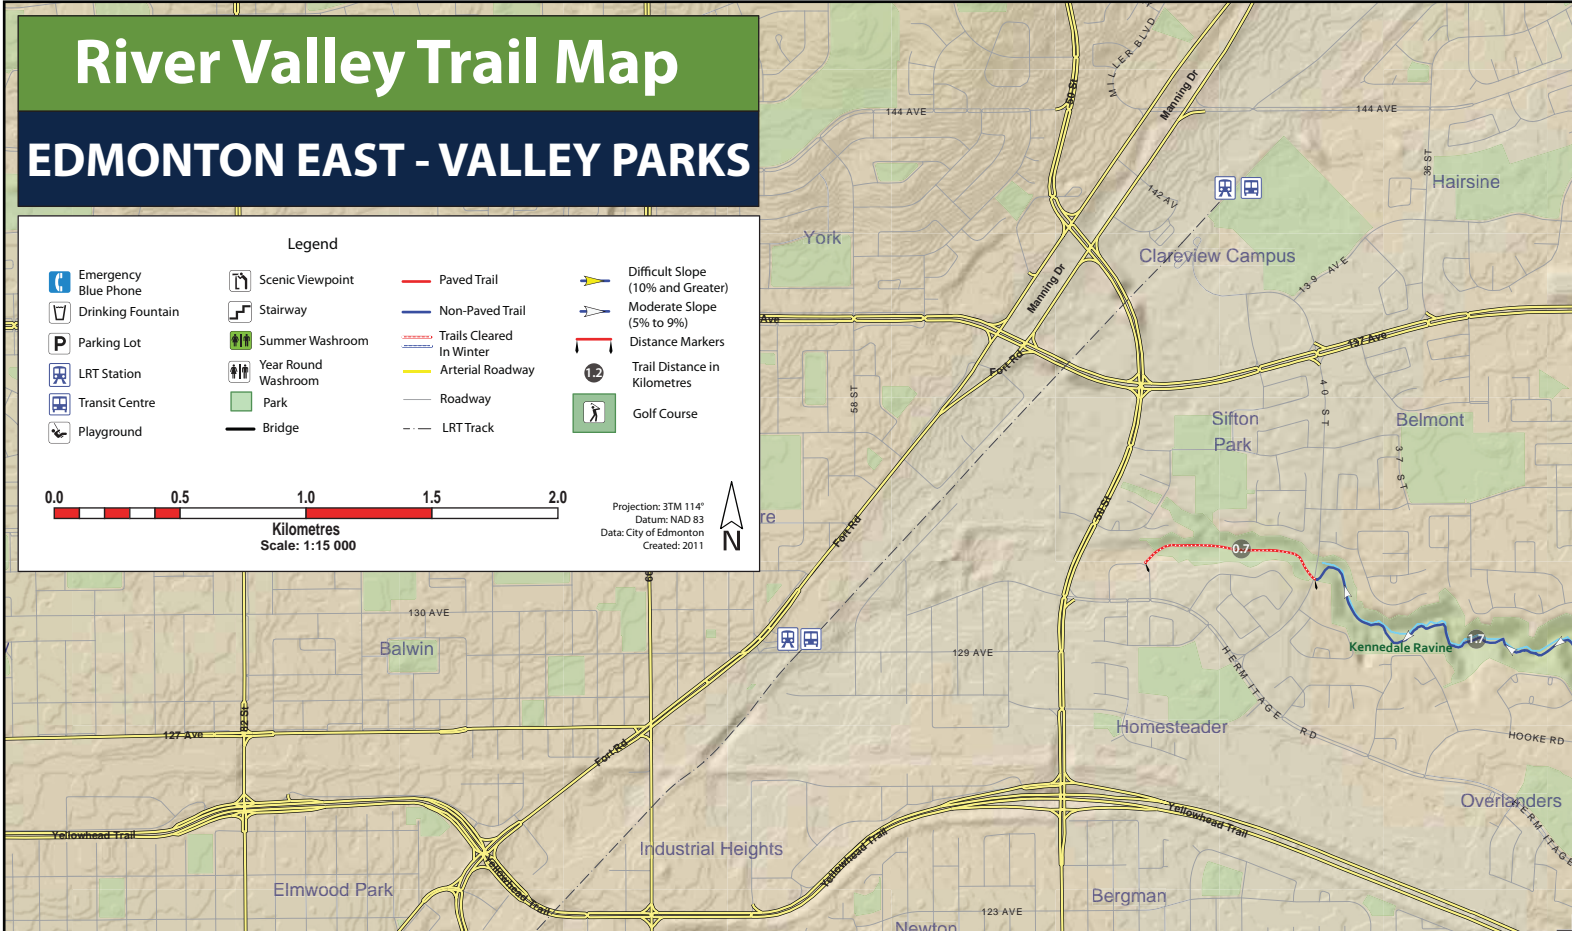 River Valley Trail Map
EDMONTON EAST - VALLEY PARKS
Legend
Emergency
Blue Phone
Drinking Fountain
P
Parking Lot
LRT Station
Transit Centre
Playground
Scenic Viewpoint
Stairway
Summer Washroom
Year Round
Washroom
Park
Bridge
Paved Trail
Non-Paved Trail
Trails Cleared
In Winter
Arterial Roadway
Roadway
LRT Track
Difficult Slope
(10% and Greater)
Moderate Slope
(5% to 9%)
Distance Markers
1.2
Trail Distance in
Kilometres
Golf Course
0.0 0.5 1.0 1.5 2.0
Kilometres
Scale: 1:15 000
Projection: 3TM 114°
Datum: NAD 83
Data: City of Edmonton
Created: 2011
N
MILLER BLVD
50 St
Manning Dr
144 AVE
144 AVE
36 ST
Hairsine
142 AV
York
Clareview Campus
139 AVE
Manning Dr
Ave
137 Ave
Fort Rd
58 ST
40 ST
Sifton
Park
Belmont
37 ST
50 St
re
Fort Rd
0.7
66
130 AVE
Balwin
129 AVE
Kennedale Ravine
1.7
HERMITAGE RD
82 St
127 Ave
Homesteader
HOOKE RD
Fort Rd
Overlanders
HERMITAGE
Yellowhead Trail
Yellowhead Trail
Yellowhead Trail
Yellowhead Trail
Industrial Heights
Elmwood Park
Bergman
123 AVE
Newton